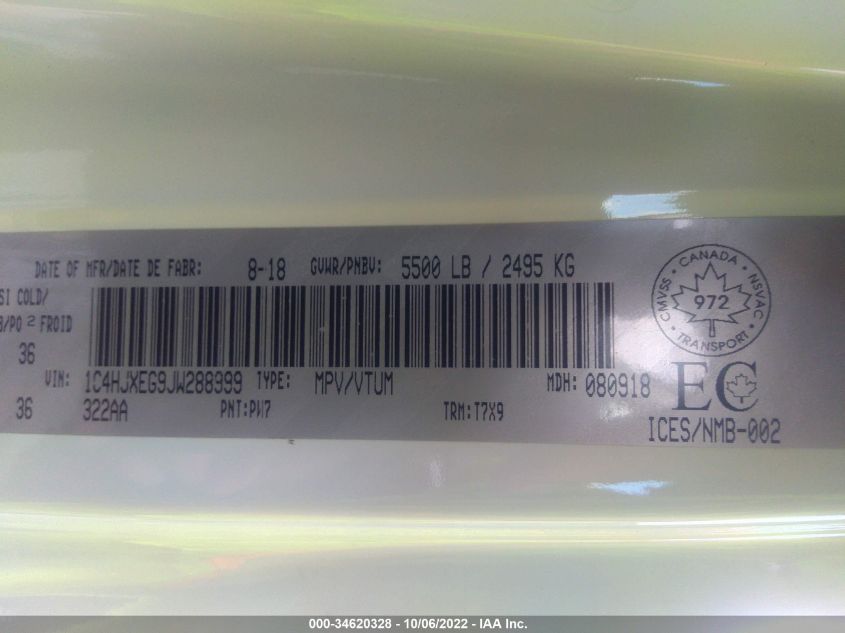 DATE OF MFR/DATE DE FABR: 8-18 GVWR/PNBV: 5500 LB / 2495 KG
SI COLD/
/PO 2 FROID
36
VIN: 1C4HJXEG9JW288999 TYPE: MPV/VTUM MDH: 080918
36 322AA PNT:PW7 TRM:T7X9
CMVSS • CANADA • NSVAC
972
• TRANSPORT •
EC
ICES/NMB-002
000-34620328 - 10/06/2022 - IAA Inc.